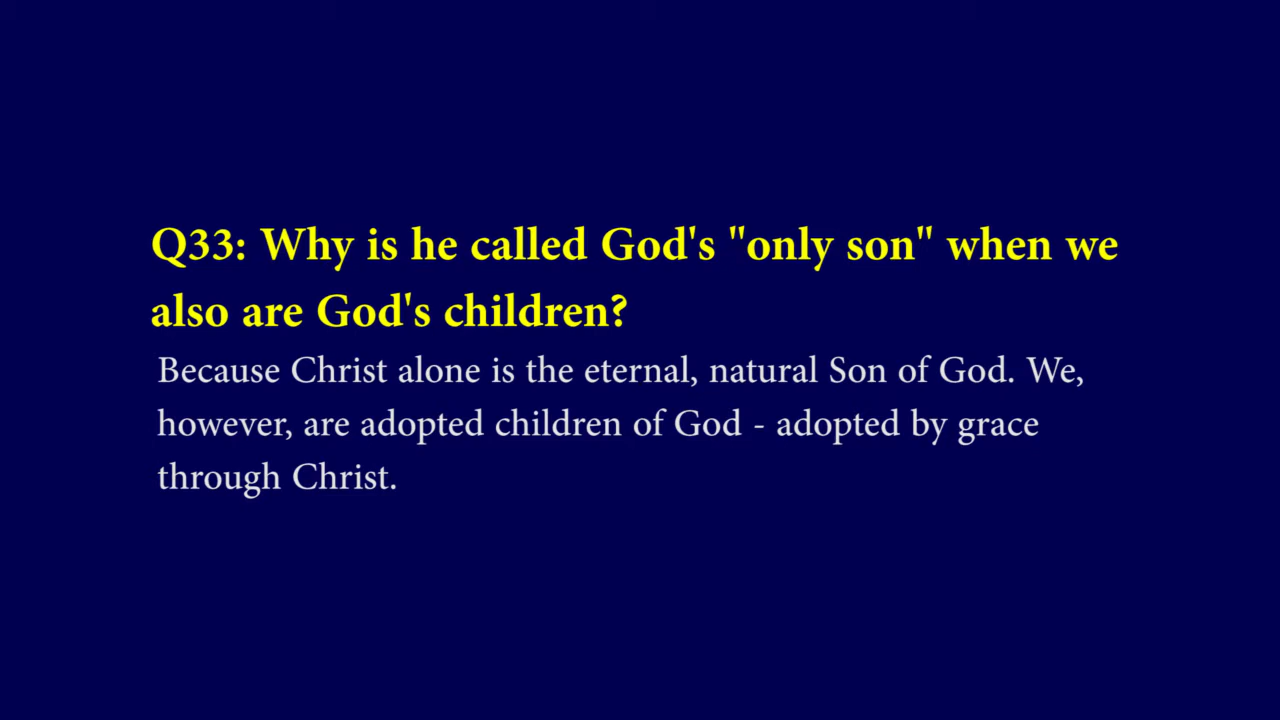 Q33: Why is he called God's "only son" when we
also are God's children?
Because Christ alone is the eternal, natural Son of God. We,
however, are adopted children of God - adopted by grace
through Christ.